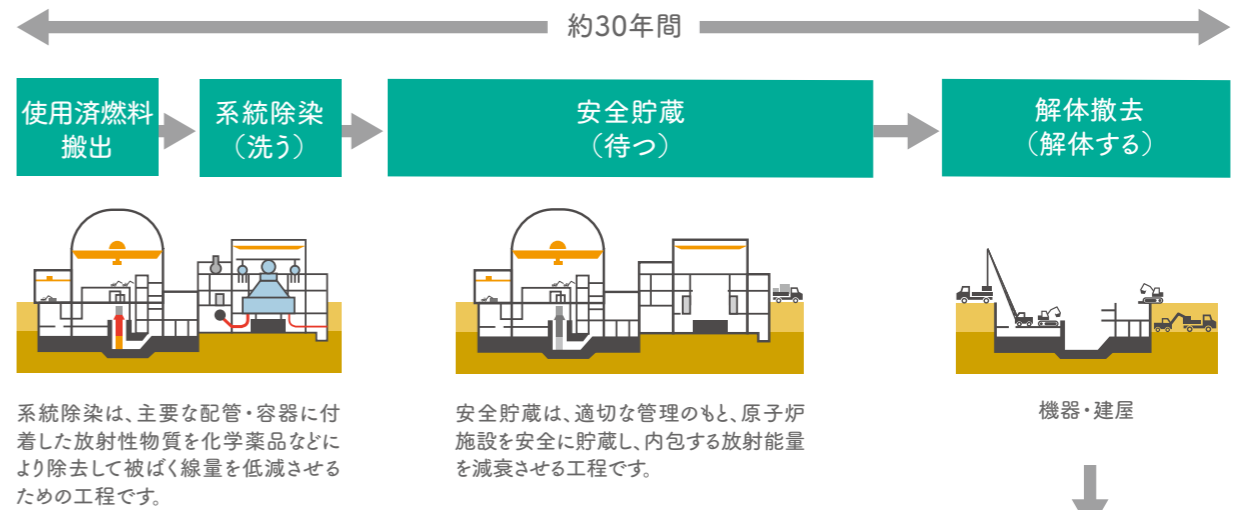 約30年間
使用済燃料
搬出
系統除染
（洗う）
安全貯蔵
（待つ）
解体撤去
（解体する）
系統除染は、主要な配管・容器に付
着した放射性物質を化学薬品などに
より除去して被ばく線量を低減させる
ための工程です。
安全貯蔵は、適切な管理のもと、原子炉
施設を安全に貯蔵し、内包する放射能量
を減衰させる工程です。
機器・建屋